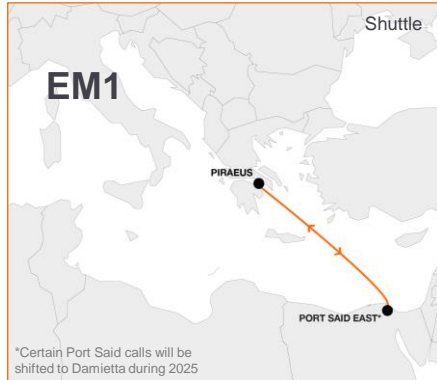 Shuttle
EM1
PIRAEUS
PORT SAID EAST*
*Certain Port Said calls will be
shifted to Damietta during 2025